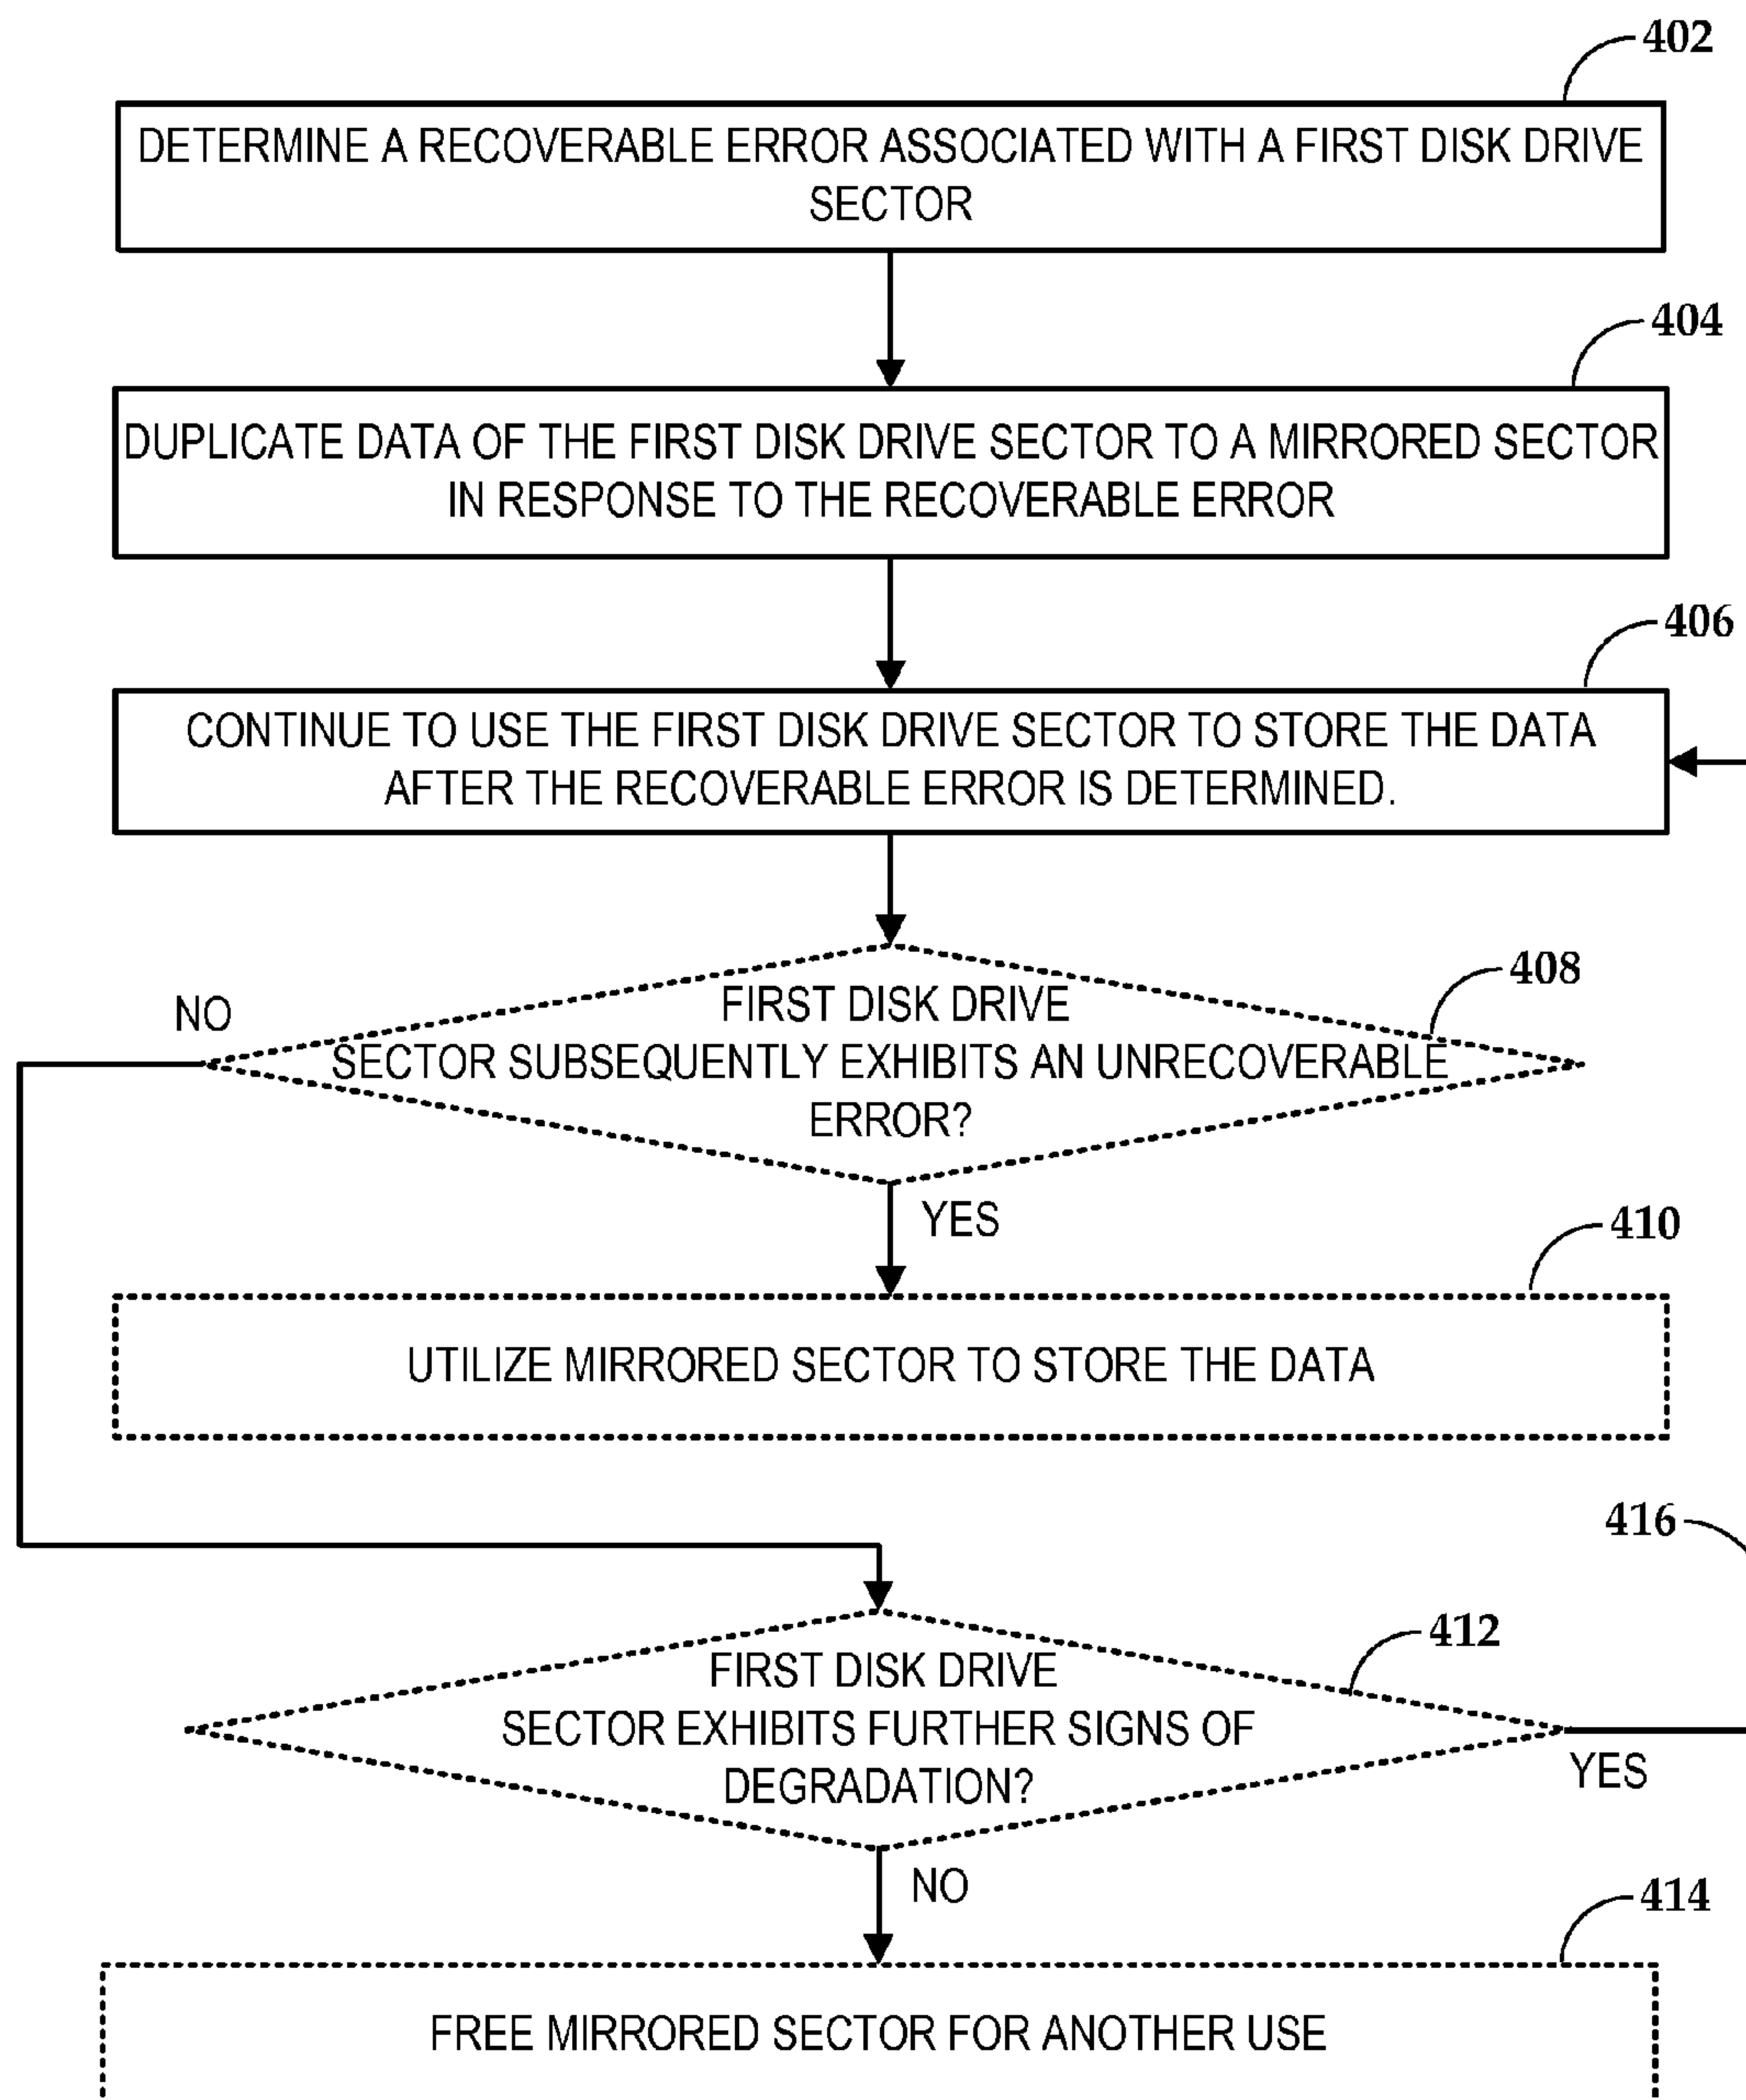 402
DETERMINE A RECOVERABLE ERROR ASSOCIATED WITH A FIRST DISK DRIVE
SECTOR
404
DUPLICATE DATA OF THE FIRST DISK DRIVE SECTOR TO A MIRRORED SECTOR
IN RESPONSE TO THE RECOVERABLE ERROR
406
CONTINUE TO USE THE FIRST DISK DRIVE SECTOR TO STORE THE DATA
AFTER THE RECOVERABLE ERROR IS DETERMINED.
408
NO
FIRST DISK DRIVE
SECTOR SUBSEQUENTLY EXHIBITS AN UNRECOVERABLE
ERROR?
YES
410
UTILIZE MIRRORED SECTOR TO STORE THE DATA
416
412
FIRST DISK DRIVE
SECTOR EXHIBITS FURTHER SIGNS OF
DEGRADATION?
YES
NO
414
FREE MIRRORED SECTOR FOR ANOTHER USE